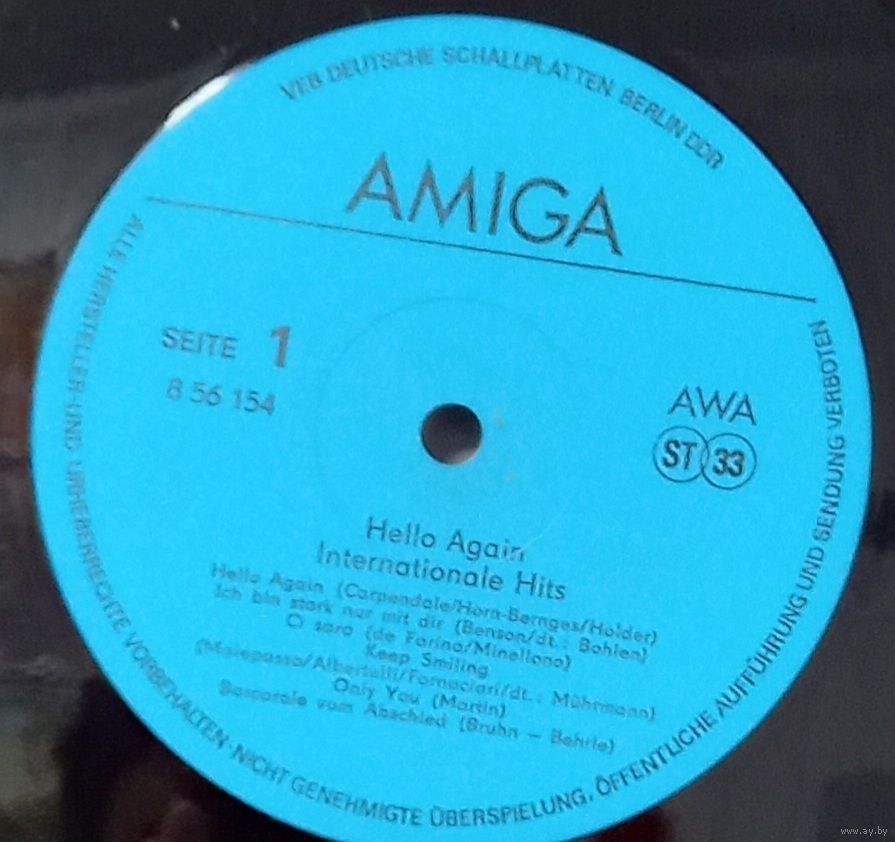 VEB DEUTSCHE SCHALLPLATTEN BERLIN DDR
AMIGA
SEITE 1
8 56 154
AWA
ST 33
Hello Again
Internationale Hits
Hello Again (Carpendale/Horn-Bernges/Holder)
Ich bin stark nur mit dir (Benson/dt.: Bohlen)
O sara (de Farina/Minellono)
Keep Smiling
(Malepasso/Albertelli/Fornaciari/dt.: Mührmann)
Only You (Martin)
Barcarole vom Abschied (Bruhn – Behrle)
ALLE HERSTELLER- UND URHEBERRECHTE VORBEHALTEN · NICHT GENEHMIGTE ÜBERSPIELUNG, ÖFFENTLICHE AUFFÜHRUNG UND SENDUNG VERBOTEN
www.ay.by